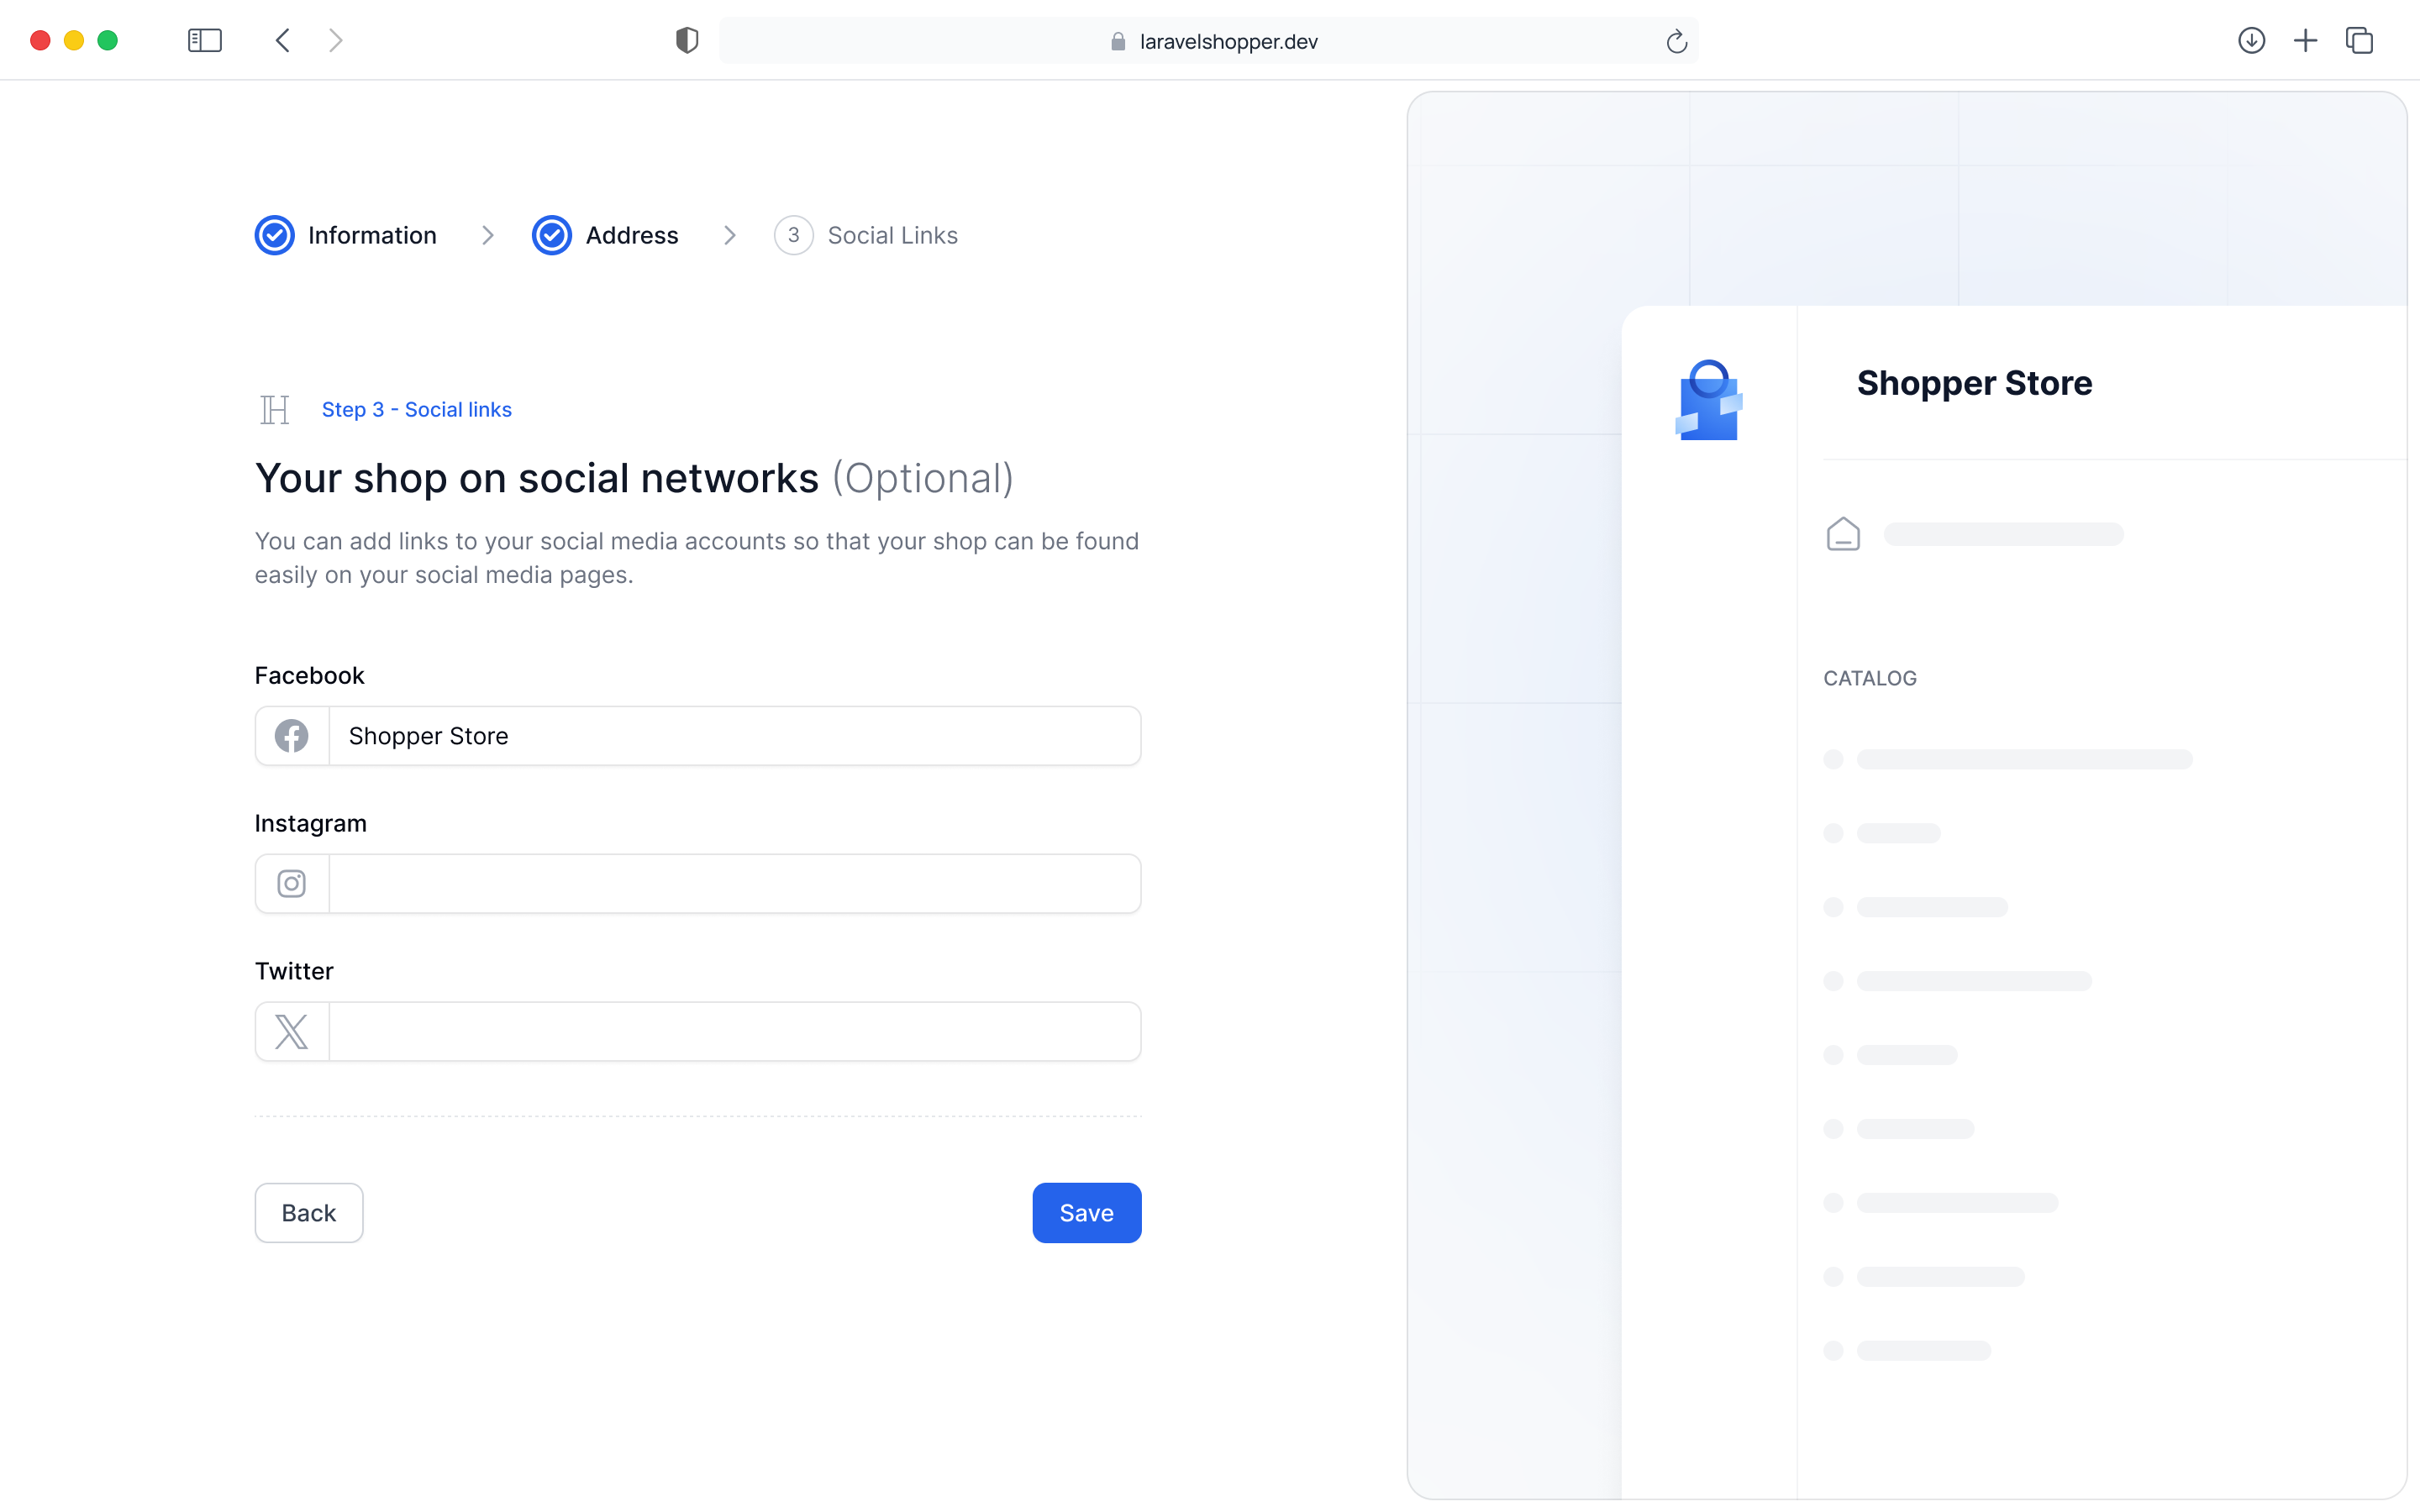 laravelshopper.dev
Information
Address
3 Social Links
Step 3 - Social links
Your shop on social networks (Optional)
You can add links to your social media accounts so that your shop can be found
easily on your social media pages.
Facebook
Shopper Store
Instagram
Twitter
Back
Save
Shopper Store
CATALOG